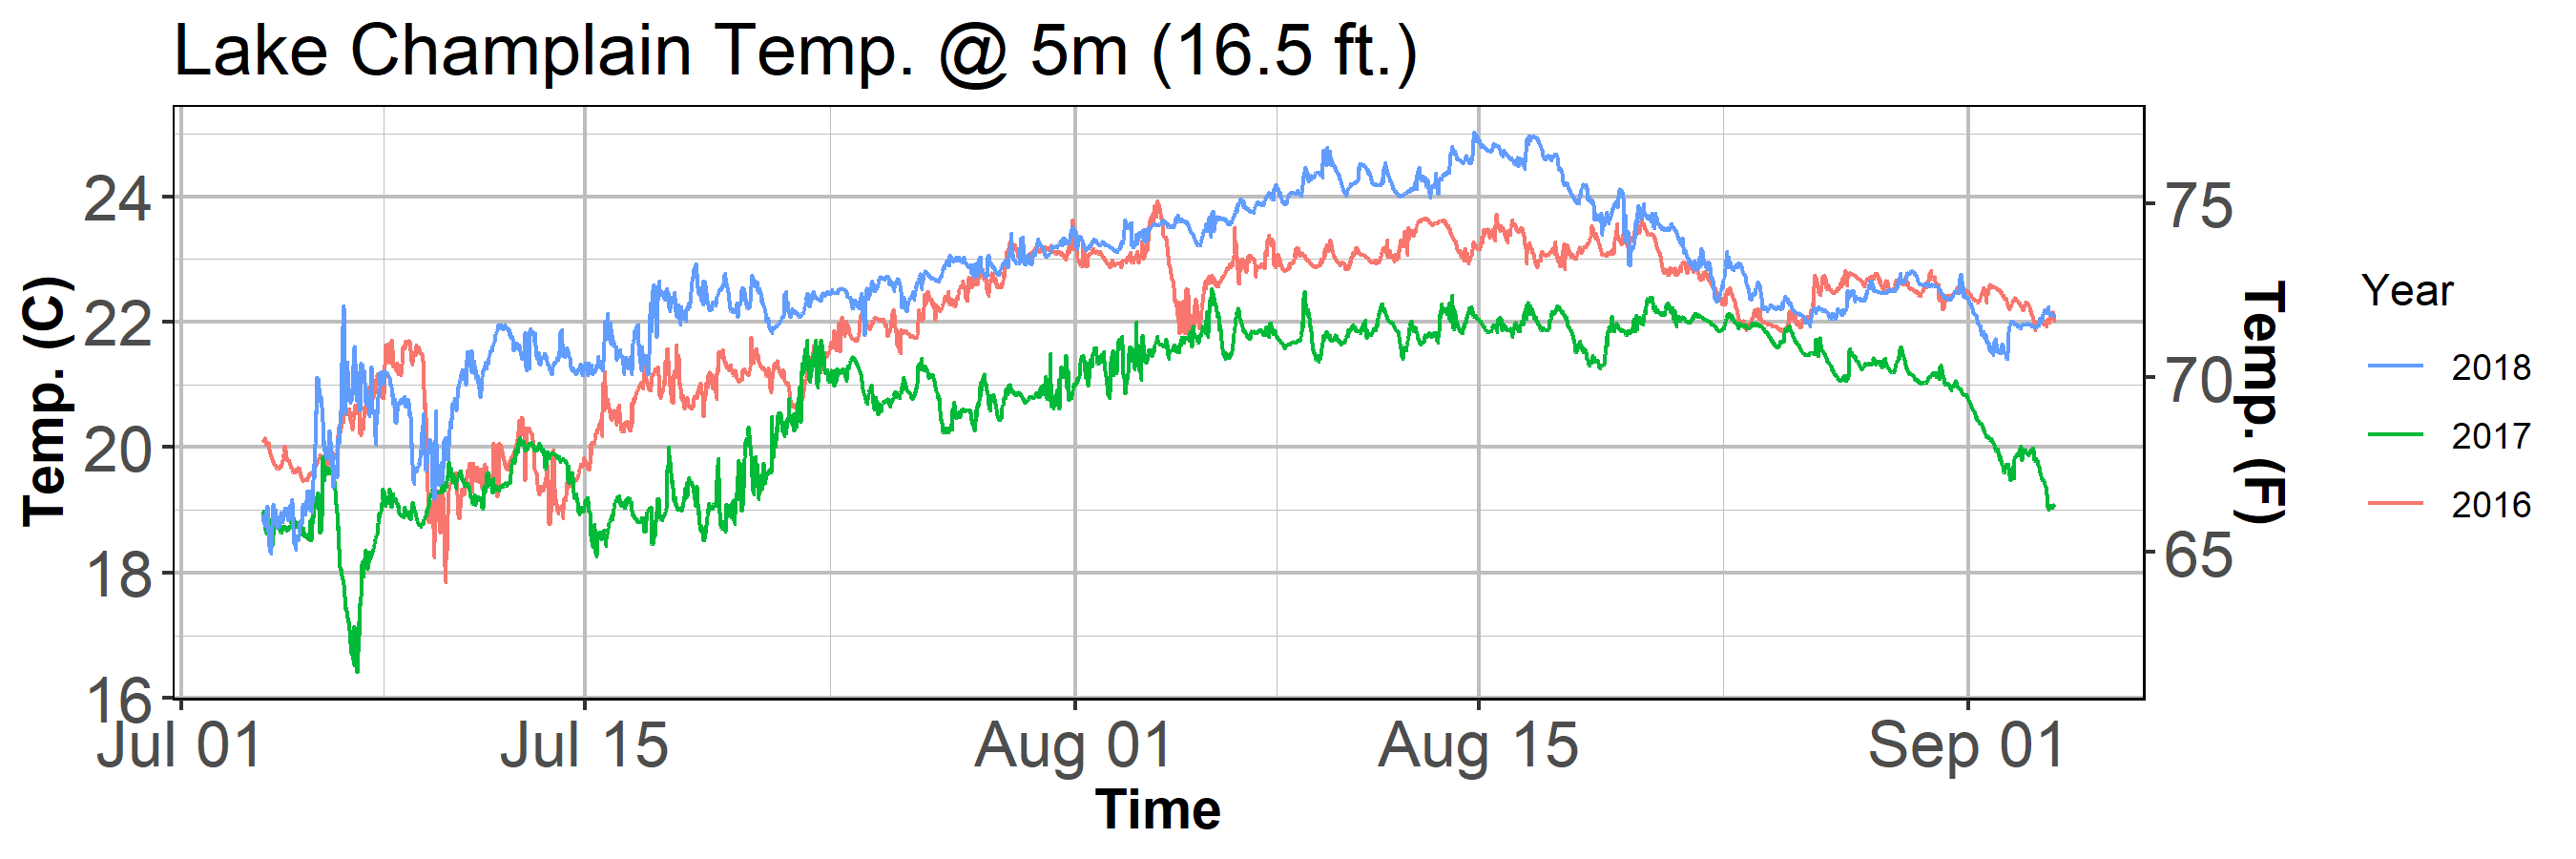 Lake Champlain Temp. @ 5m (16.5 ft.)
Temp. (C)
24
22
20
18
16
75
70
65
Temp. (F)
Jul 01
Jul 15
Aug 01
Aug 15
Sep 01
Time
Year
2018
2017
2016